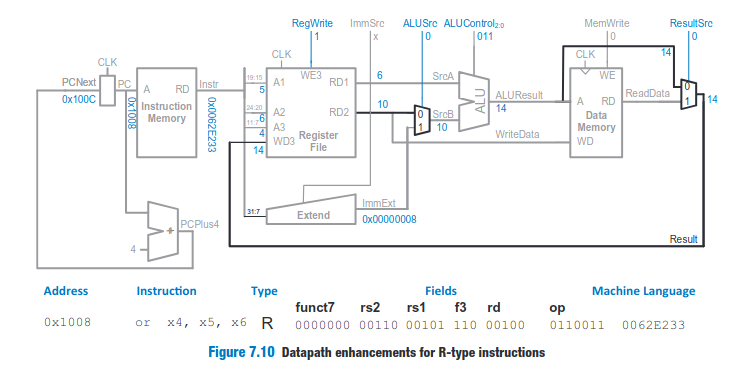 RegWrite ImmSrc ALUSrc ALUControl2:0 MemWrite ResultSrc
1 x 0 011 0 0
CLK
CLK
CLK
PCNext
0x100C
PC
0x1008
A RD
Instruction
Memory
Instr
0x0062E233
19:15
5
A1
WE3
RD1
6
24:20
6
A2
RD2
10
11:7
4
A3
WD3
14
Register
File
SrcA
0
1
SrcB
10
ALU
ALUResult
14
WriteData
WE
A RD
Data
Memory
WD
14
ReadData
0
1
14
31:7
Extend
ImmExt
0x00000008
+
4
PCPlus4
Result
Address Instruction Type Fields Machine Language
funct7 rs2 rs1 f3 rd op
0x1008 or x4, x5, x6 R 0000000 00110 00101 110 00100 0110011 0062E233
Figure 7.10 Datapath enhancements for R-type instructions